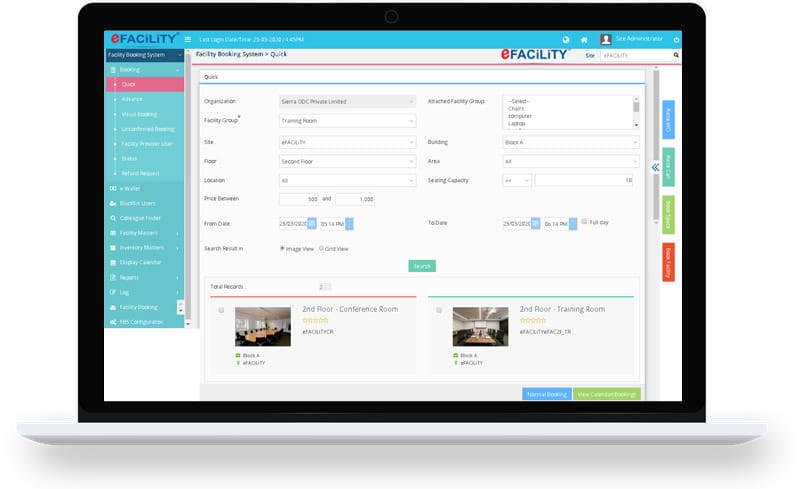 eFACiLiTY®
Last Login Date/Time :25-03-2020 / 4:45PM
Site Administrator
Facility Booking System
Facility Booking System > Quick
eFACiLiTY®
Site
eFACiLiTY
Booking
Quick
Advance
Visual Booking
Unconfirmed Booking
Facility Provider User
Status
Refund Request
e Wallet
Blacklist Users
Colleague Finder
Facility Masters
Inventory Masters
Display Calendar
Reports
Log
Facility Booking
FBS Configuration
Quick
Organization
Sierra ODC Private Limited
Attached Facility Group
--Select--
Chairs
computer
Laptop
Facility Group*
Training Room
Site
eFACiLiTY
Building
Block A
Floor
Second Floor
Area
All
Location
All
Seating Capacity
>=
10
Price Between
500 and 1,000
From Date
25/03/2020
05:14 PM
To Date
25/03/2020
06:14 PM
Full day
Search Result in
Image View
Grid View
Search
Total Records :
2
2nd Floor - Conference Room
eFACiLiTYCR
Block A
eFACiLiTY
2nd Floor - Training Room
eFACiLiTYeFAC2F_TR
Block A
eFACiLiTY
Normal Booking
View Calendar(Booking)
Raise WO
Raise Call
Book Space
Book Facility